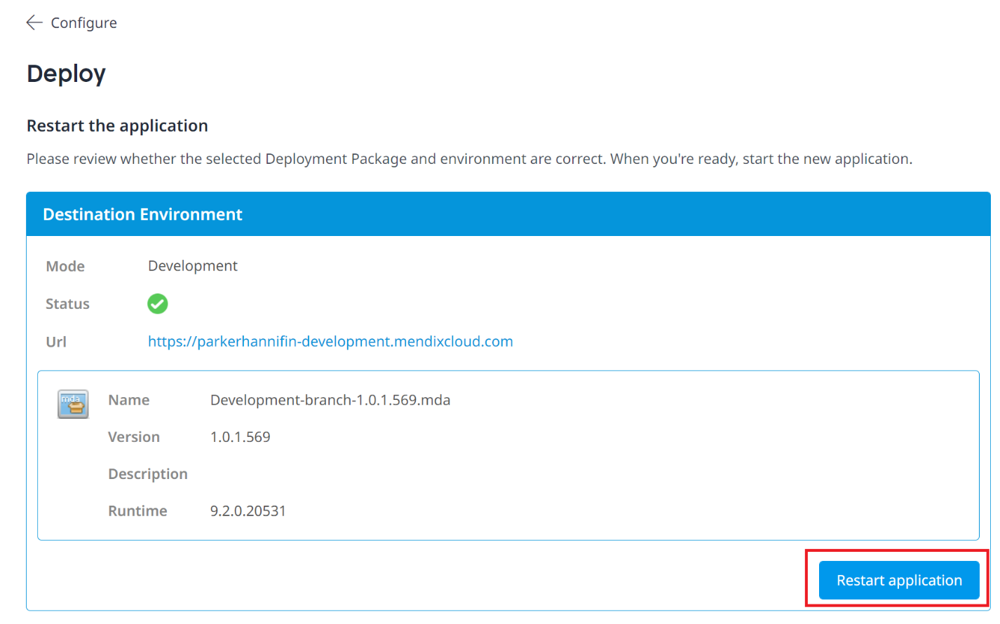 Configure
Deploy
Restart the application
Please review whether the selected Deployment Package and environment are correct. When you're ready, start the new application.
Destination Environment
Mode Development
Status
Url https://parkerhannifin-development.mendixcloud.com
mda
Name Development-branch-1.0.1.569.mda
Version 1.0.1.569
Description
Runtime 9.2.0.20531
Restart application